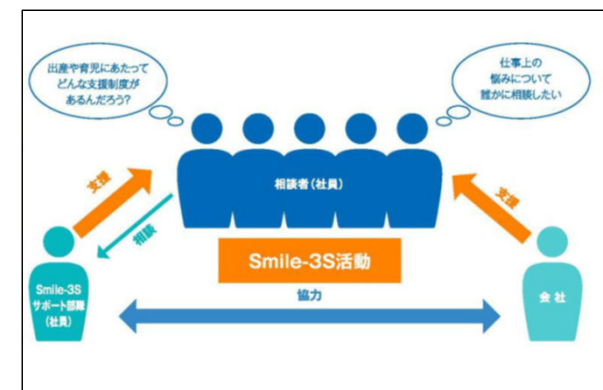 出産や育児にあたって
どんな支援制度が
あるんだろう?
仕事上の
悩みについて
誰かに相談したい
相談者(社員)
支援
相談
支援
Smile-3S活動
協力
Smile-3S
サポート部隊
(社員)
会社